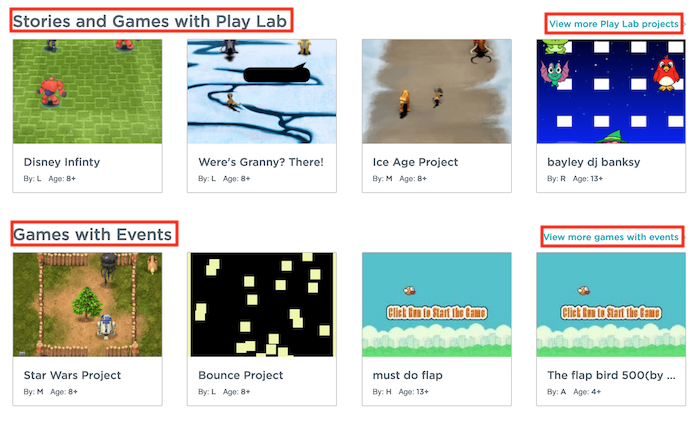 Stories and Games with Play Lab
View more Play Lab projects
Disney Infinty
Were's Granny? There!
Ice Age Project
bayley dj banksy
By: L Age: 8+
By: L Age: 8+
By: M Age: 8+
By: R Age: 13+
Games with Events
View more games with events
Click Run to Start the Game
Click Run to Start the Game
Star Wars Project
Bounce Project
must do flap
The flap bird 500(by ...
By: M Age: 8+
By: L Age: 8+
By: H Age: 13+
By: A Age: 4+